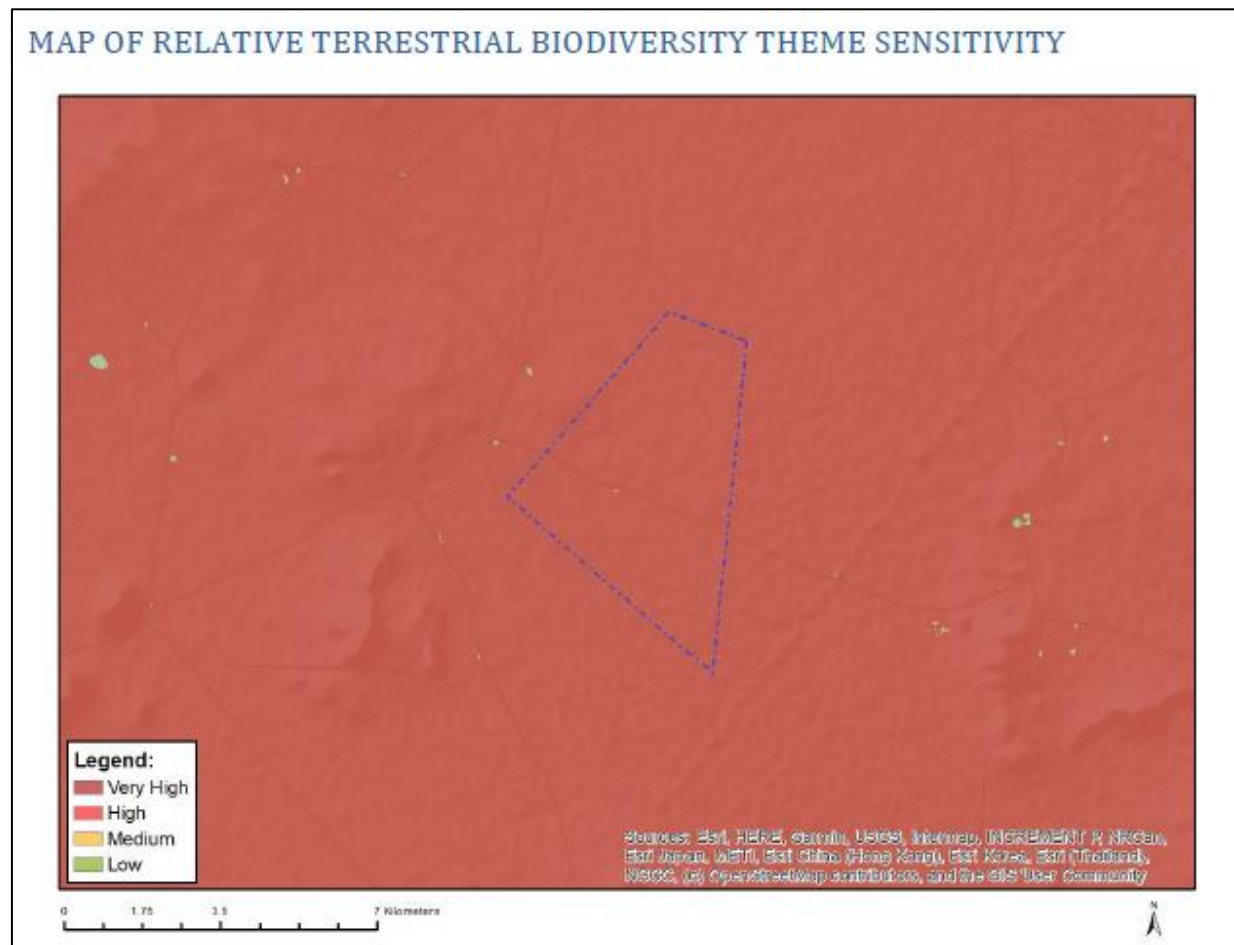 MAP OF RELATIVE TERRESTRIAL BIODIVERSITY THEME SENSITIVITY
Legend:
Very High
High
Medium
Low
Sources: Esri, HERE, Garmin, USGS, Intermap, INCREMENT P, NRCan,
Esri Japan, METI, Esri China (Hong Kong), Esri Korea, Esri (Thailand),
NGCC, (c) OpenStreetMap contributors, and the GIS User Community
0 1.75 3.5 7 Kilometers
N